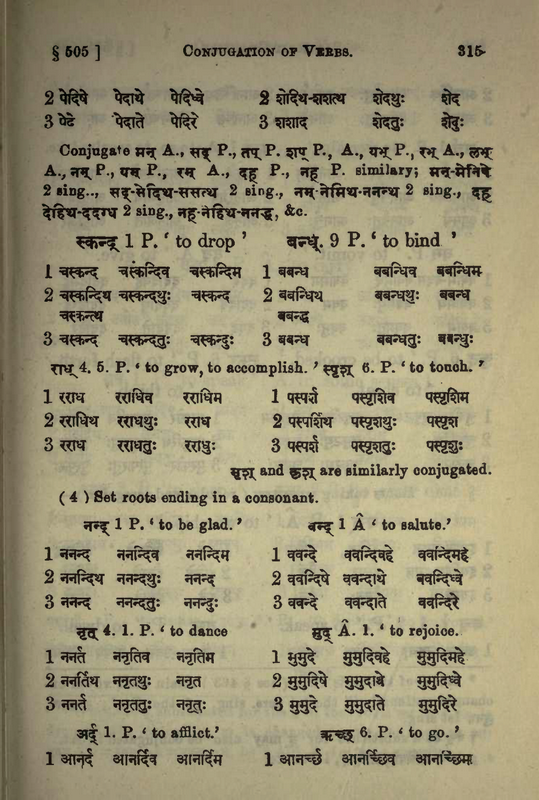 § 505 ] CONJUGATION OF VERBS. 315
2 पेदिषे पेदाथे पेदिध्वे 2 शेदिथ-शशत्थ शेदथुः शेद
3 पेदे पेदाते पेदिरे 3 शशाद शेदतुः शेदुः
Conjugate मन् A., सद् P., तप् P. शप् P., A., यभ् P., रभ् A., लभ्
A., नम् P., यम् P., रम् A., दह् P., नह् P. similary; मन्-मेनिषे
2 sing.., सद्-सेदिथ-ससत्थ 2 sing., नम्-नेमिथ-ननन्थ 2 sing., दह्
देहिथ-ददग्ध 2 sing., नह्-नेहिथ-ननद्ध, &c.
स्कन्द् 1 P. ‘ to drop ’ बन्ध्. 9 P. ‘ to bind ’
1 चस्कन्द चस्कन्दिव चस्कन्दिम 1 बबन्ध बबन्धिव बबन्धिम
2 चस्कन्दिथ चस्कन्दथुः चस्कन्द 2 बबन्धिथ बबन्धथुः बबन्ध
चस्कन्त्थ बबन्द्ध
3 चस्कन्द चस्कन्दतुः चस्कन्दुः 3 बबन्ध बबन्धतुः बबन्धुः
राध् 4. 5. P. ‘ to grow, to accomplish. ’ स्पृश् 6. P. ‘ to touch. ’
1 रराध रराधिव रराधिम 1 पस्पर्श पस्पृशिव पस्पृशिम
2 रराधिथ रराधथुः रराध 2 पस्पर्शिथ पस्पृशथुः पस्पृश
3 रराध रराधतुः रराधुः 3 पस्पर्श पस्पृशतुः पस्पृशुः
and are similarly conjugated.
( 4 ) Set roots ending in a consonant.
नन्द् 1 P. ‘ to be glad. ’ वन्द् 1 Â ‘ to salute.’
1 ननन्द ननन्दिव ननन्दिम 1 ववन्दे ववन्दिवहे ववन्दिमहे
2 ननन्दिथ ननन्दथुः ननन्द 2 ववन्दिषे ववन्दाथे ववन्दिध्वे
3 ननन्द ननन्दतुः ननन्दुः 3 ववन्दे ववन्दाते ववन्दिरे
नृत् 4. 1. P. ‘ to dance मुद् Â. 1. ‘ to rejoice.
1 ननर्त ननृतिव ननृतिम 1 मुमुदे मुमुदिवहे मुमुदिमहे
2 ननर्तिथ ननृतथुः ननृत 2 मुमुदिषे मुमुदाथे मुमुदिध्वे
3 ननर्त ननृततुः ननृतुः 3 मुमुदे मुमुदाते मुमुदिरे
अर्द् 1. P. ‘ to afflict.’ ऋच्छ् 6. P. ‘ to go. ’
1 आनर्द आनर्दिव आनर्दिम 1 आनर्च्छ आनर्च्छिव आनर्च्छिम